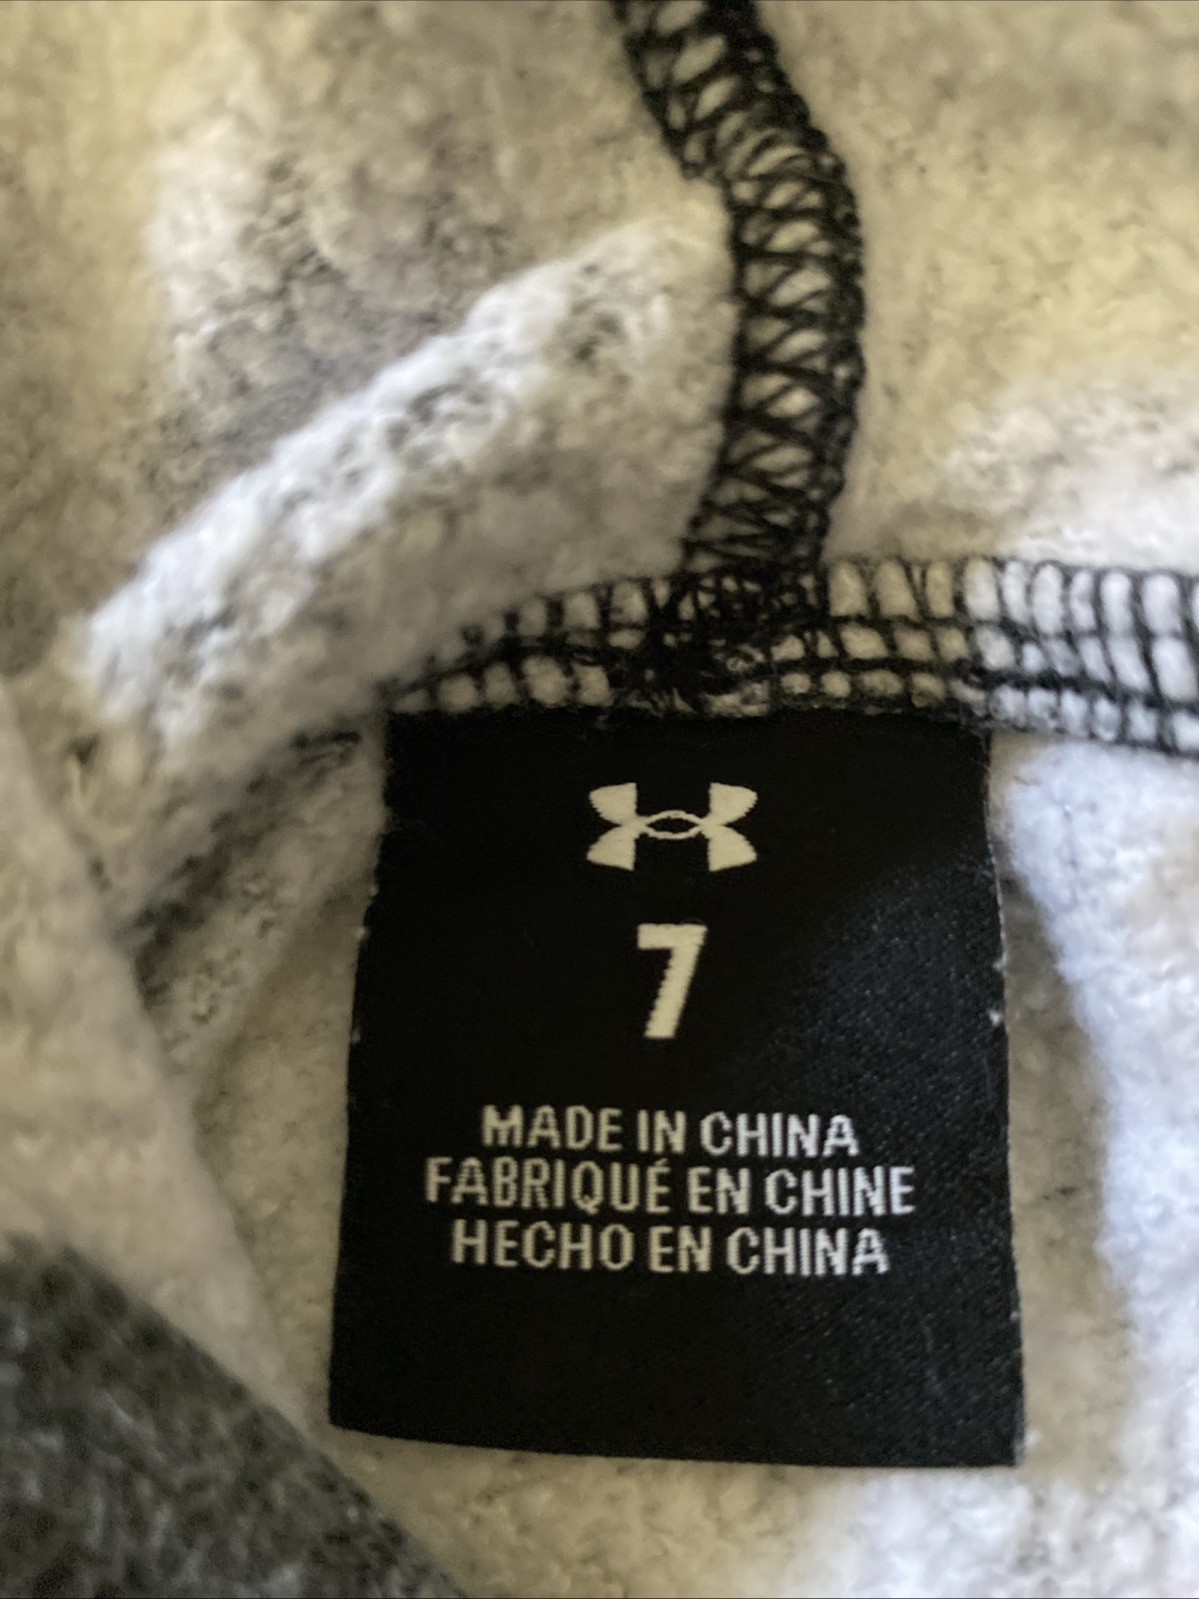 7
MADE IN CHINA
FABRIQUÉ EN CHINE
HECHO EN CHINA